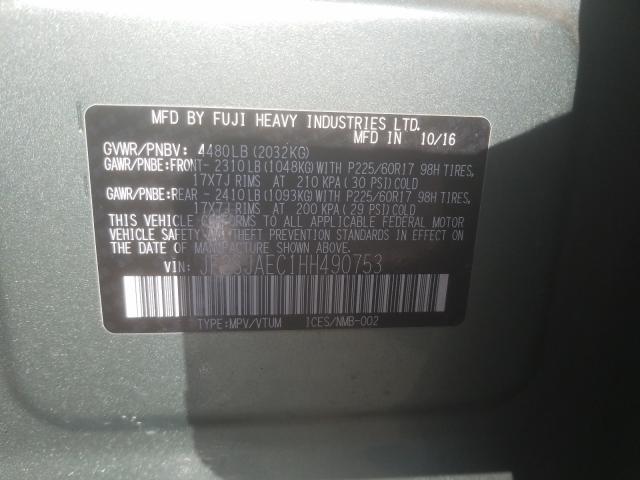 MFD BY FUJI HEAVY INDUSTRIES LTD.
MFD IN 10/16
GVWR/PNBV: 4480LB(2032KG)
GAWR/PNBE:FRONT- 2310LB(1048KG)WITH P225/60R17 98H TIRES,
17X7J RIMS AT 210 KPA(30 PSI)COLD
GAWR/PNBE:REAR - 2410LB(1093KG)WITH P225/60R17 98H TIRES,
17X7J RIMS AT 200 KPA(29 PSI)COLD
THIS VEHICLE CONFORMS TO ALL APPLICABLE FEDERAL MOTOR
VEHICLE SAFETY AND THEFT PREVENTION STANDARDS IN EFFECT ON
THE DATE OF MANUFACTURE SHOWN ABOVE.
VIN:
TYPE:MPV/VTUM ICES/NMB-002